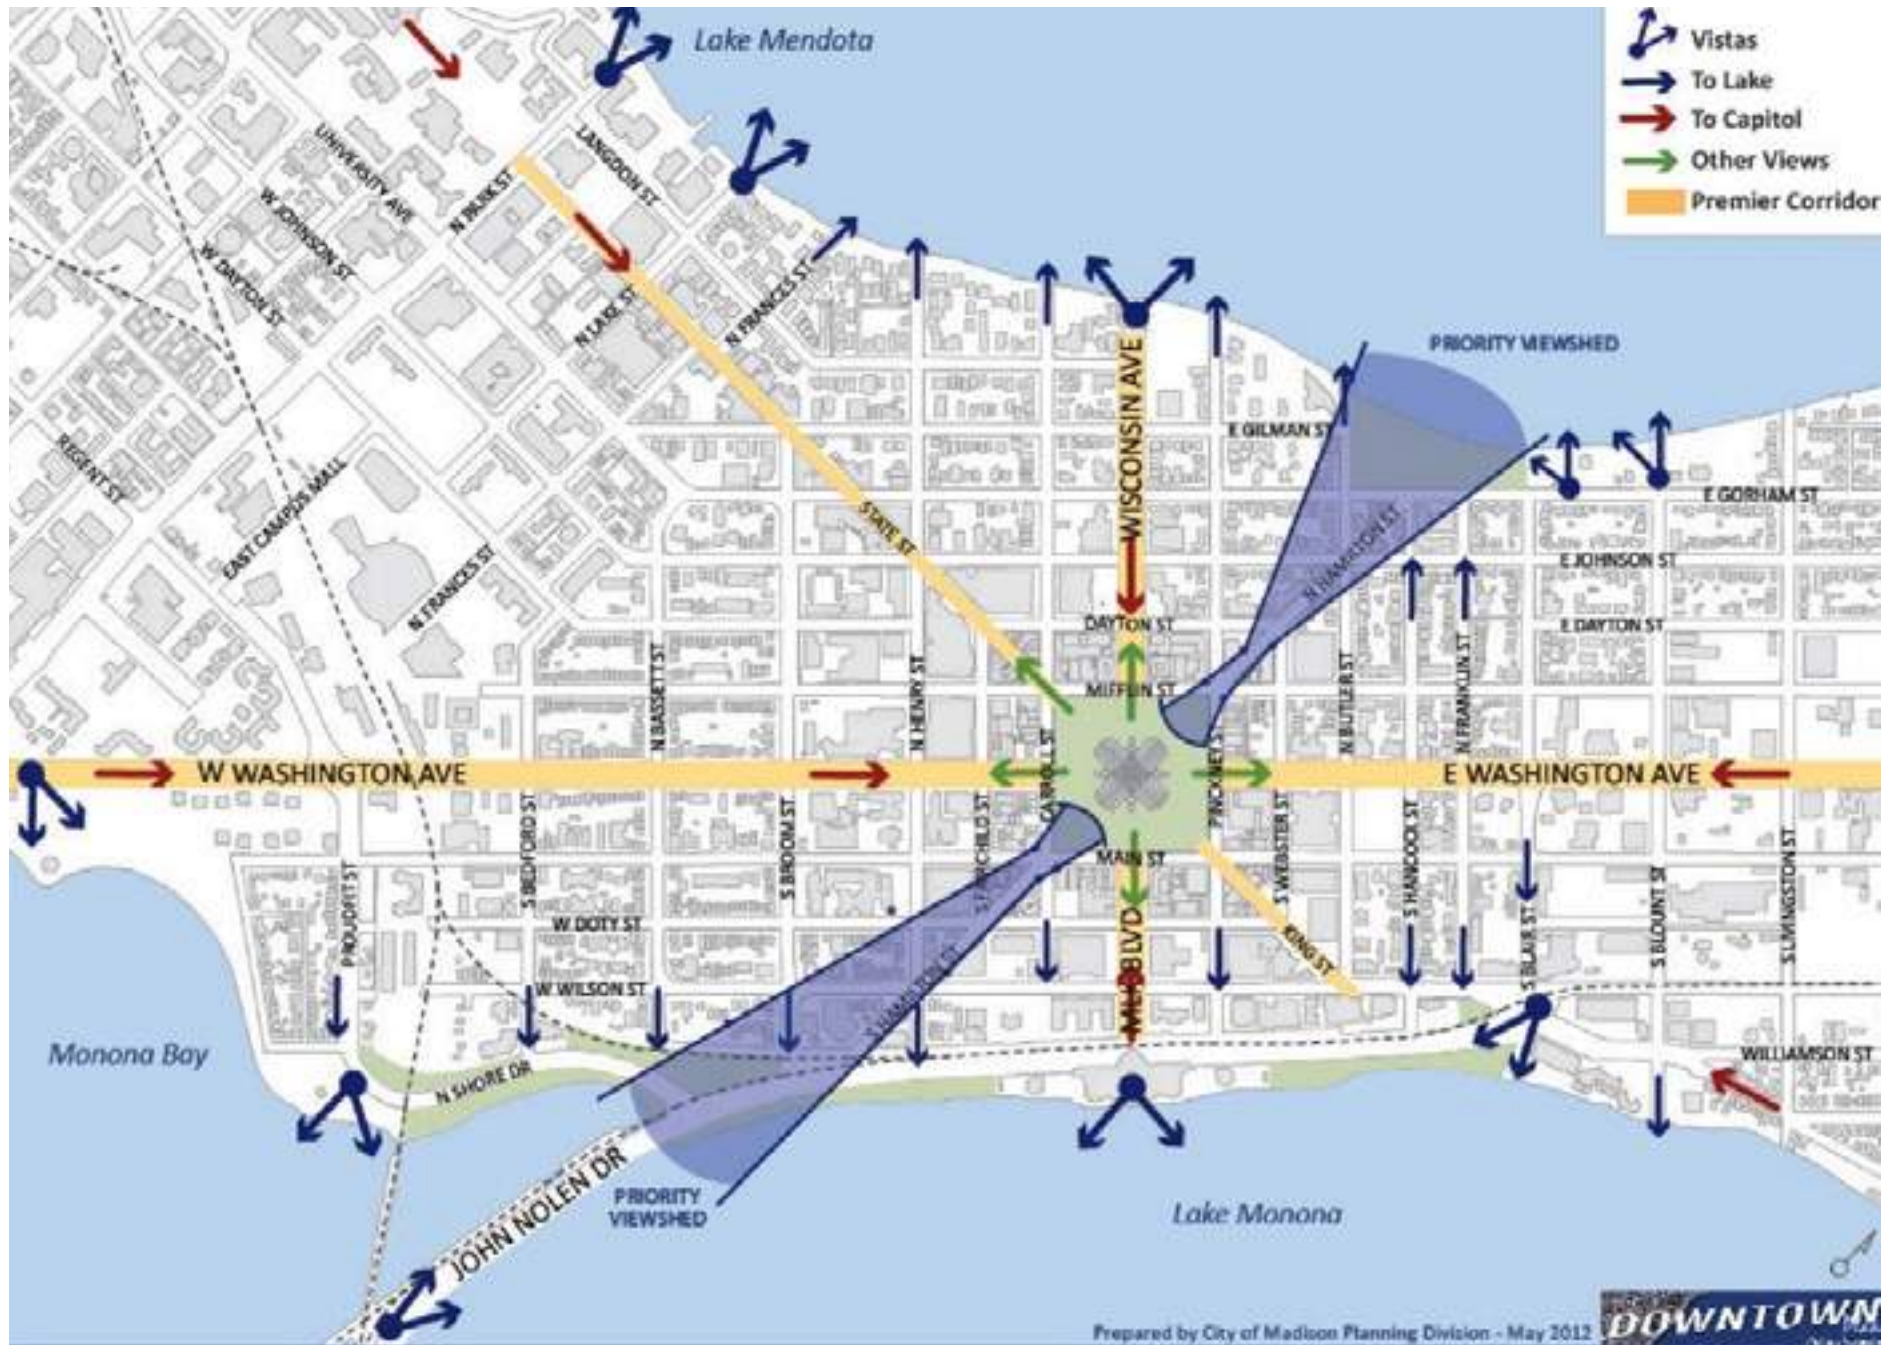 Lake Mendota
Vistas
To Lake
To Capitol
Other Views
Premier Corridor
LANGDON ST
UNIVERSITY AVE
N PARK ST
W JOHNSON ST
W DAYTON ST
N LAKE ST
N FRANCES ST
PRIORITY VIEWSHED
WISCONSIN AVE
E GILMAN ST
REGENT ST
EAST CAMPUS MALL
STATE ST
E GORHAM ST
N HAMILTON ST
E JOHNSON ST
N FRANCES ST
DAYTON ST
E DAYTON ST
N BASSETT ST
N HENRY ST
MIFFLIN ST
N BUTLER ST
N FRANKLIN ST
CARROLL ST
PINCKNEY ST
W WASHINGTON AVE
E WASHINGTON AVE
S BEDFORD ST
S BROOM ST
S FAIRCHILD ST
MAIN ST
S WEBSTER ST
S HANCOCK ST
PROUDFIT ST
W DOTY ST
MLK BLVD
KING ST
S BLAIR ST
S BLOUNT ST
S LIVINGSTON ST
W WILSON ST
S HAMILTON ST
Monona Bay
N SHORE DR
WILLIAMSON ST
JOHN NOLEN DR
PRIORITY
VIEWSHED
Lake Monona
Prepared by City of Madison Planning Division - May 2012
DOWNTOWN